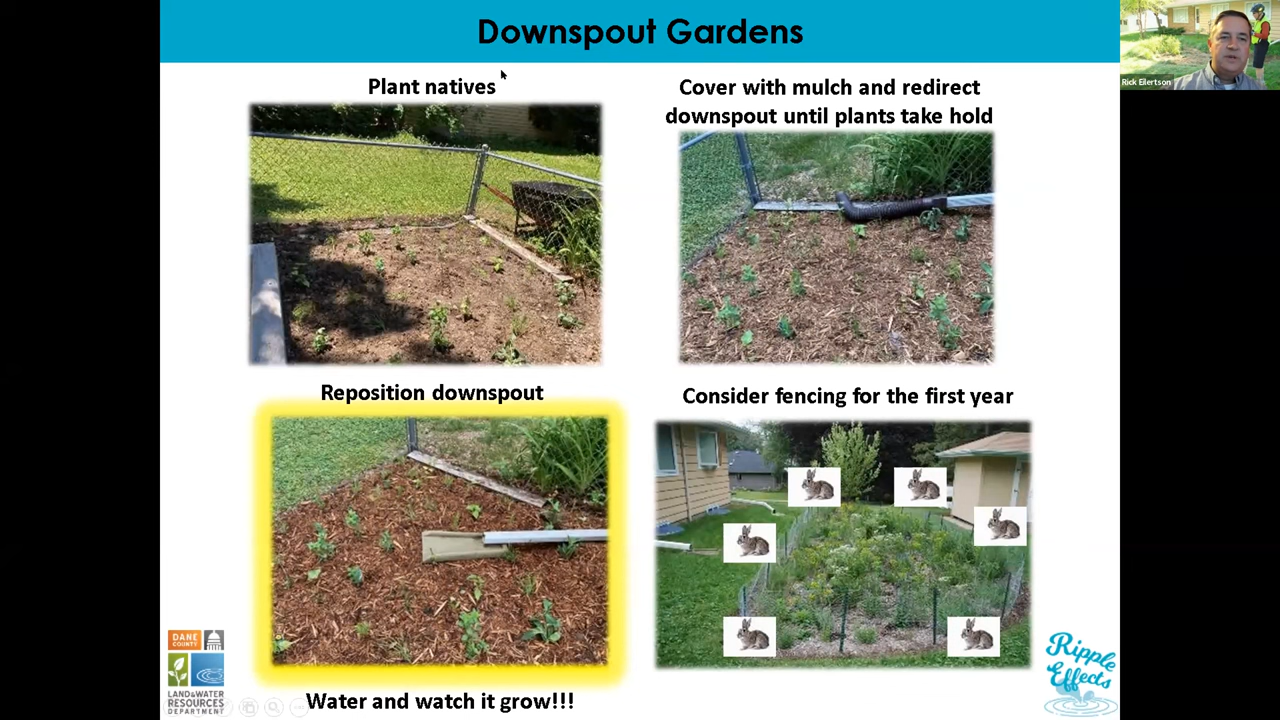 Downspout Gardens
Rick Eilertson
Plant natives
Cover with mulch and redirect
downspout until plants take hold
Reposition downspout
Consider fencing for the first year
DANE
COUNTY
LAND & WATER
RESOURCES
DEPARTMENT
Water and watch it grow!!!
Ripple
Effects